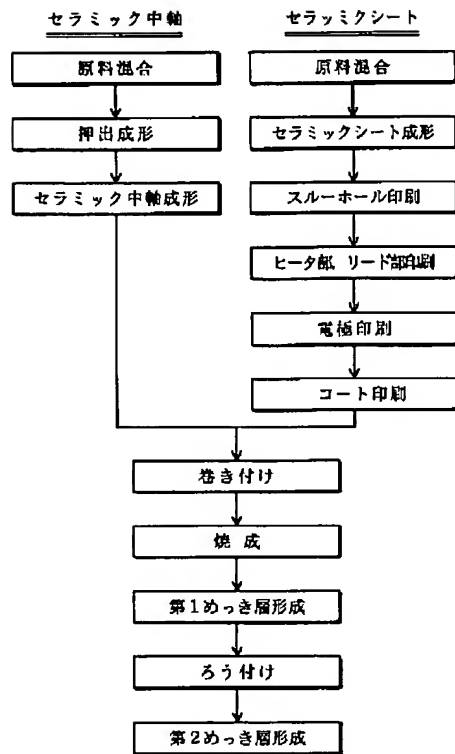 セラミック中軸
原料混合
押出成形
セラミック中軸成形
セラッミクシート
原料混合
セラミックシート成形
スルーホール印刷
ヒータ部、リード部印刷
電極印刷
コート印刷
巻き付け
焼 成
第1めっき層形成
ろう付け
第2めっき層形成